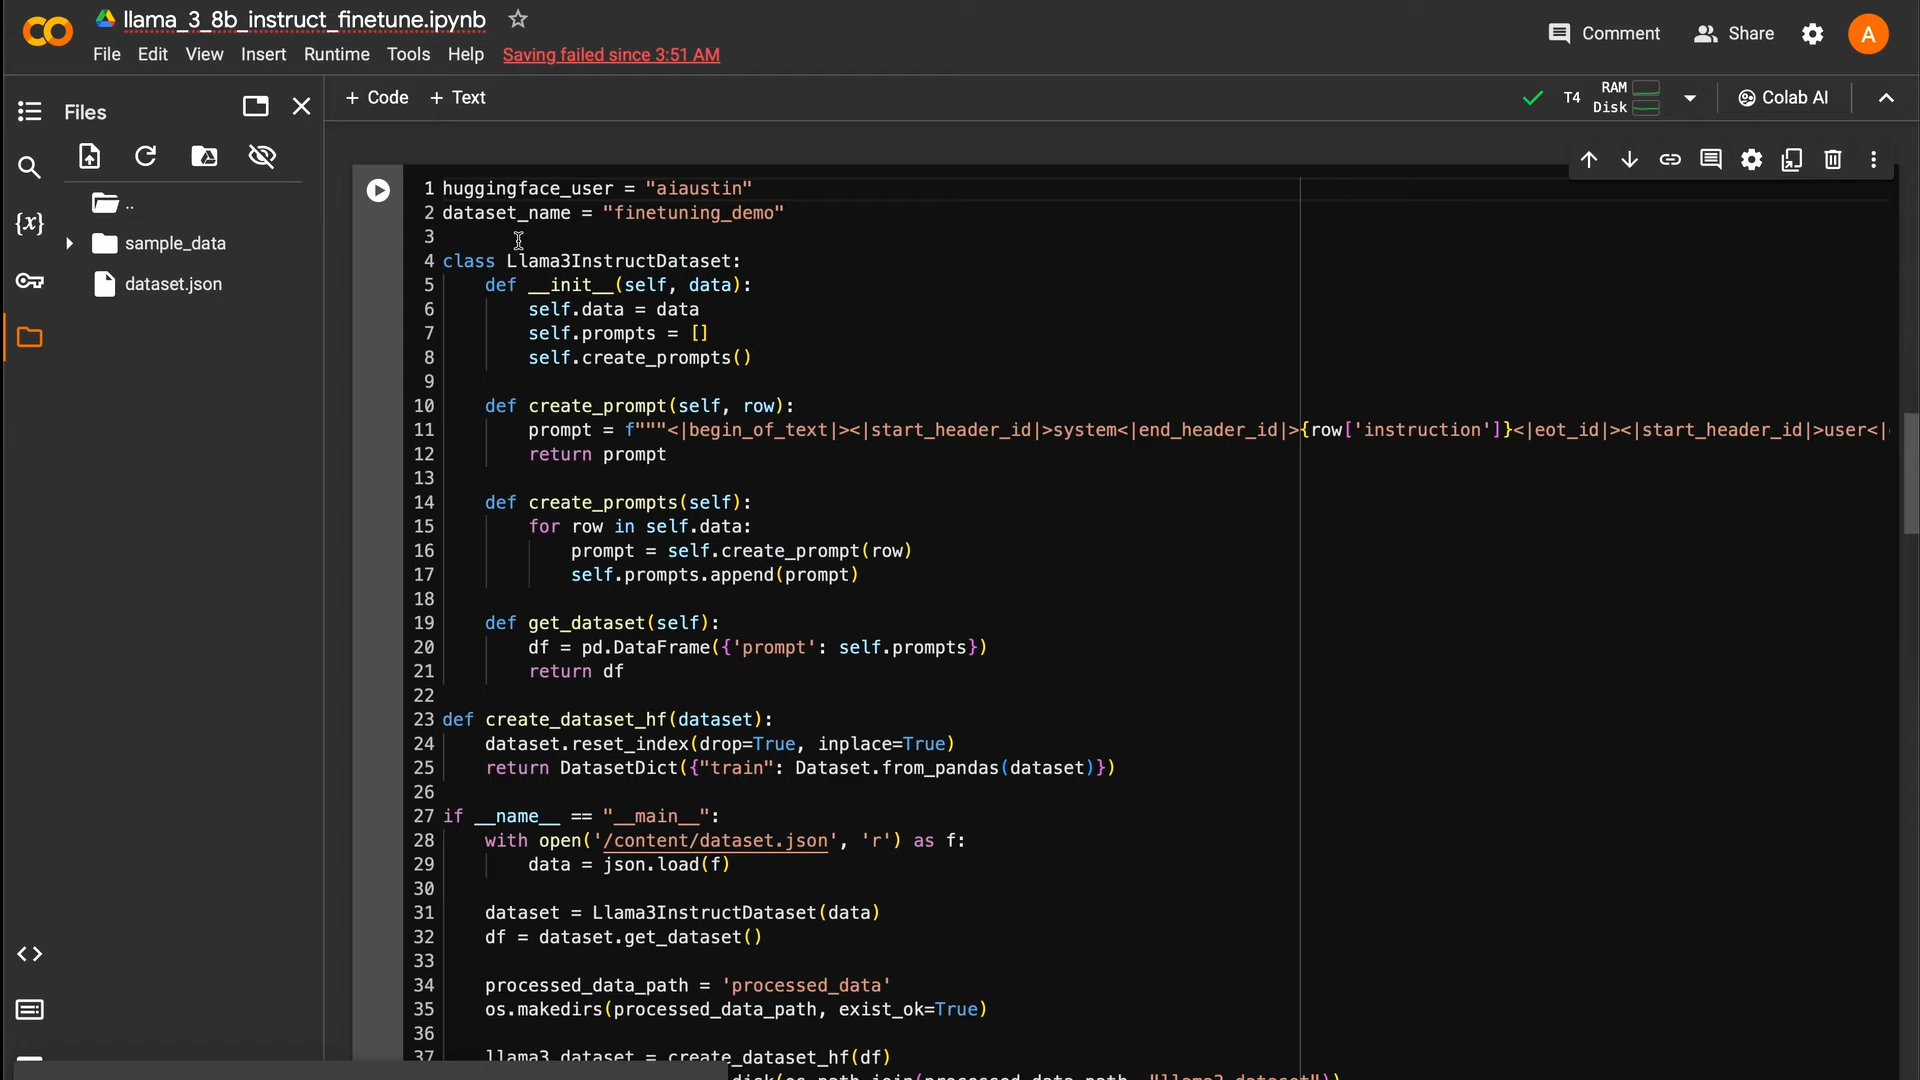 llama_3_8b_instruct_finetune.ipynb
File Edit View Insert Runtime Tools Help Saving failed since 3:51 AM
Comment Share A
Files
+ Code + Text
T4 RAM Disk Colab AI
{x}
..
sample_data
dataset.json
1 huggingface_user = "aiaustin"
2 dataset_name = "finetuning_demo"
3
4 class Llama3InstructDataset:
5     def __init__(self, data):
6         self.data = data
7         self.prompts = []
8         self.create_prompts()
9
10     def create_prompt(self, row):
11         prompt = f"""<|begin_of_text|><|start_header_id|>system<|end_header_id|>{row['instruction']}<|eot_id|><|start_header_id|>user<|
12         return prompt
13
14     def create_prompts(self):
15         for row in self.data:
16             prompt = self.create_prompt(row)
17             self.prompts.append(prompt)
18
19     def get_dataset(self):
20         df = pd.DataFrame({'prompt': self.prompts})
21         return df
22
23 def create_dataset_hf(dataset):
24     dataset.reset_index(drop=True, inplace=True)
25     return DatasetDict({"train": Dataset.from_pandas(dataset)})
26
27 if __name__ == "__main__":
28     with open('/content/dataset.json', 'r') as f:
29         data = json.load(f)
30
31     dataset = Llama3InstructDataset(data)
32     df = dataset.get_dataset()
33
34     processed_data_path = 'processed_data'
35     os.makedirs(processed_data_path, exist_ok=True)
36
37     llama3_dataset = create_dataset_hf(df)
disk(os.path.join(processed_data_path, "llama3_dataset"))